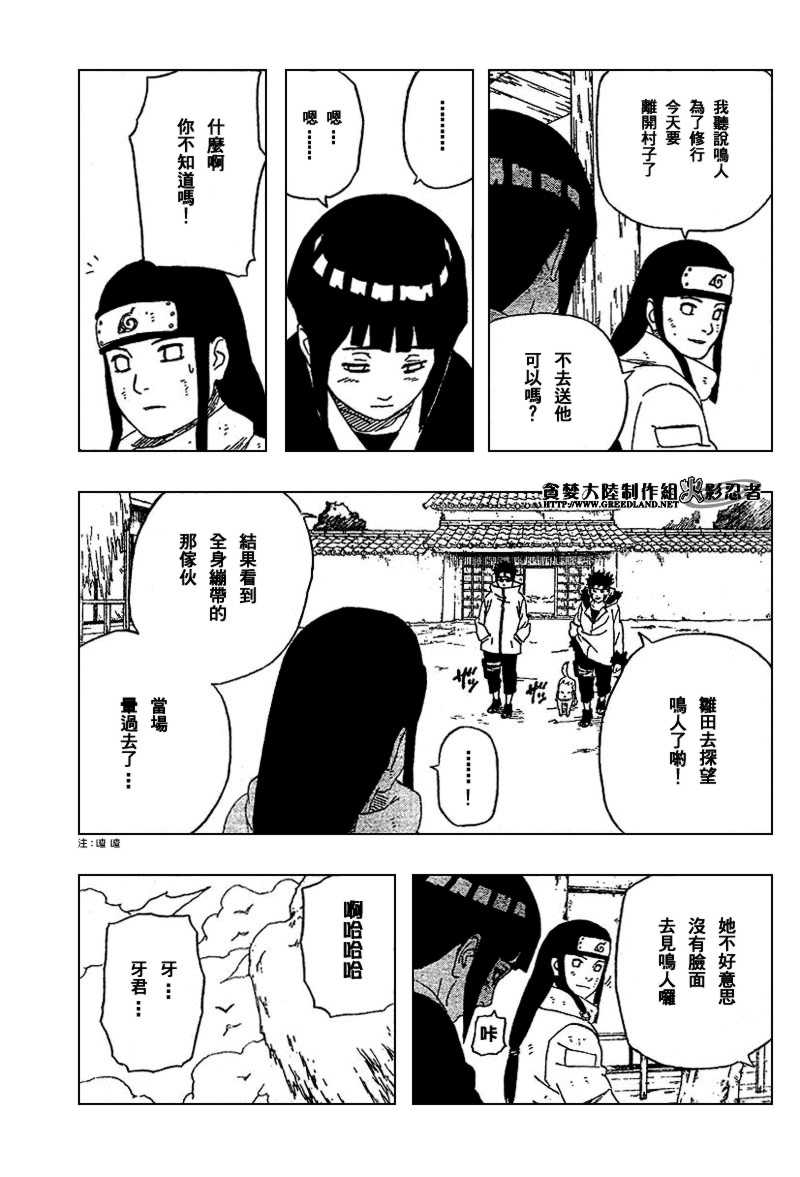 我聽說鳴人
為了修行
今天要
離開村子了
不去送他
可以嗎？
………
嗯…
嗯……
什麼啊
你不知道嗎！
貪婪大陸制作組火影忍者
HTTP://WWW.GREEDLAND.NET
雛田去探望
鳴人了喲！
ザッ
ザッ
……！
結果看到
全身繃帶的
那傢伙
當場
暈過去了…
她不好意思
沒有臉面
去見鳴人囉
咔
啊哈哈哈
牙…
牙君…